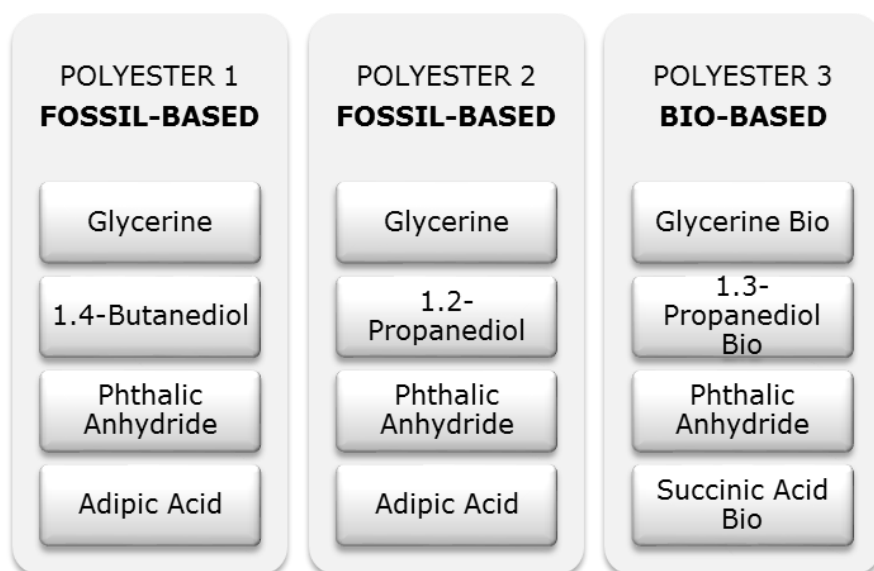 POLYESTER 1
FOSSIL-BASED
Glycerine
1.4-Butanediol
Phthalic
Anhydride
Adipic Acid
POLYESTER 2
FOSSIL-BASED
Glycerine
1.2-
Propanediol
Phthalic
Anhydride
Adipic Acid
POLYESTER 3
BIO-BASED
Glycerine Bio
1.3-
Propanediol
Bio
Phthalic
Anhydride
Succinic Acid
Bio